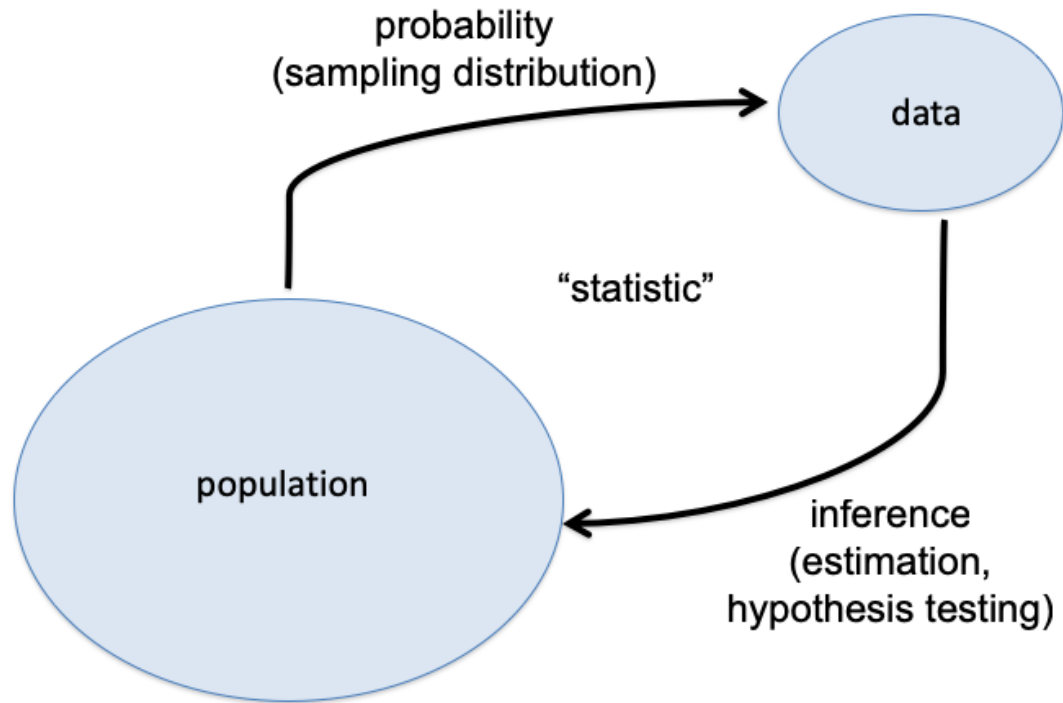 probability
(sampling distribution)
data
“statistic”
population
inference
(estimation,
hypothesis testing)